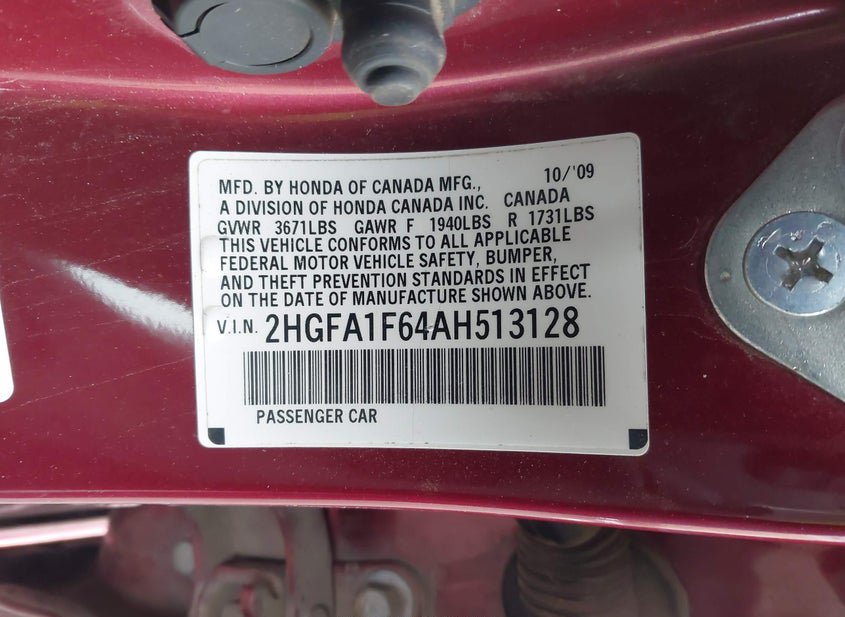 MFD. BY HONDA OF CANADA MFG., 10/'09
A DIVISION OF HONDA CANADA INC. CANADA
GVWR 3671LBS GAWR F 1940LBS R 1731LBS
THIS VEHICLE CONFORMS TO ALL APPLICABLE
FEDERAL MOTOR VEHICLE SAFETY, BUMPER,
AND THEFT PREVENTION STANDARDS IN EFFECT
ON THE DATE OF MANUFACTURE SHOWN ABOVE.
V.I.N. 2HGFA1F64AH513128
PASSENGER CAR